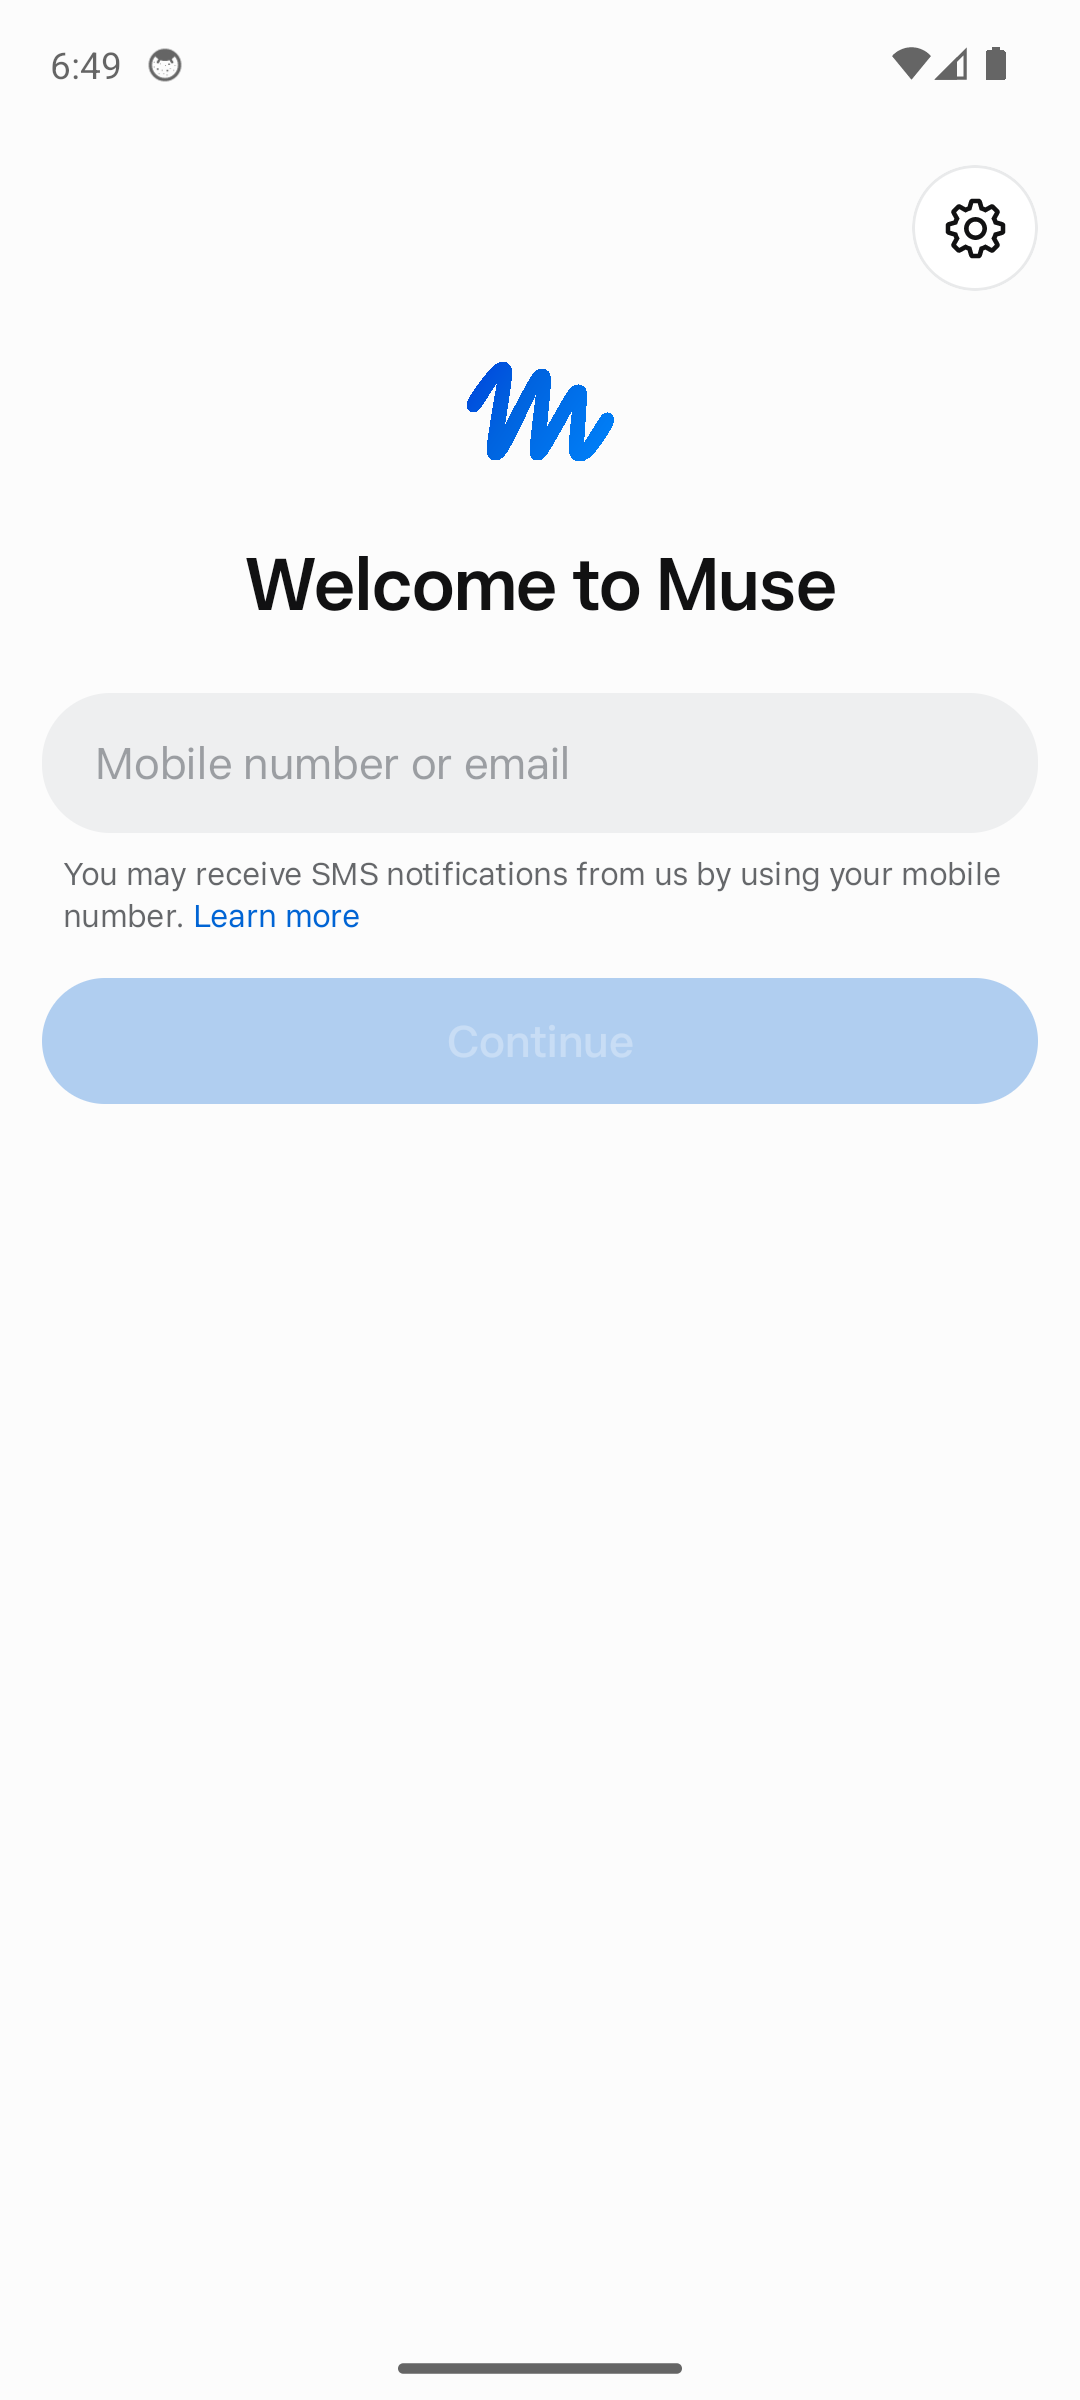 6:49
Welcome to Muse
Mobile number or email
You may receive SMS notifications from us by using your mobile
number. Learn more
Continue